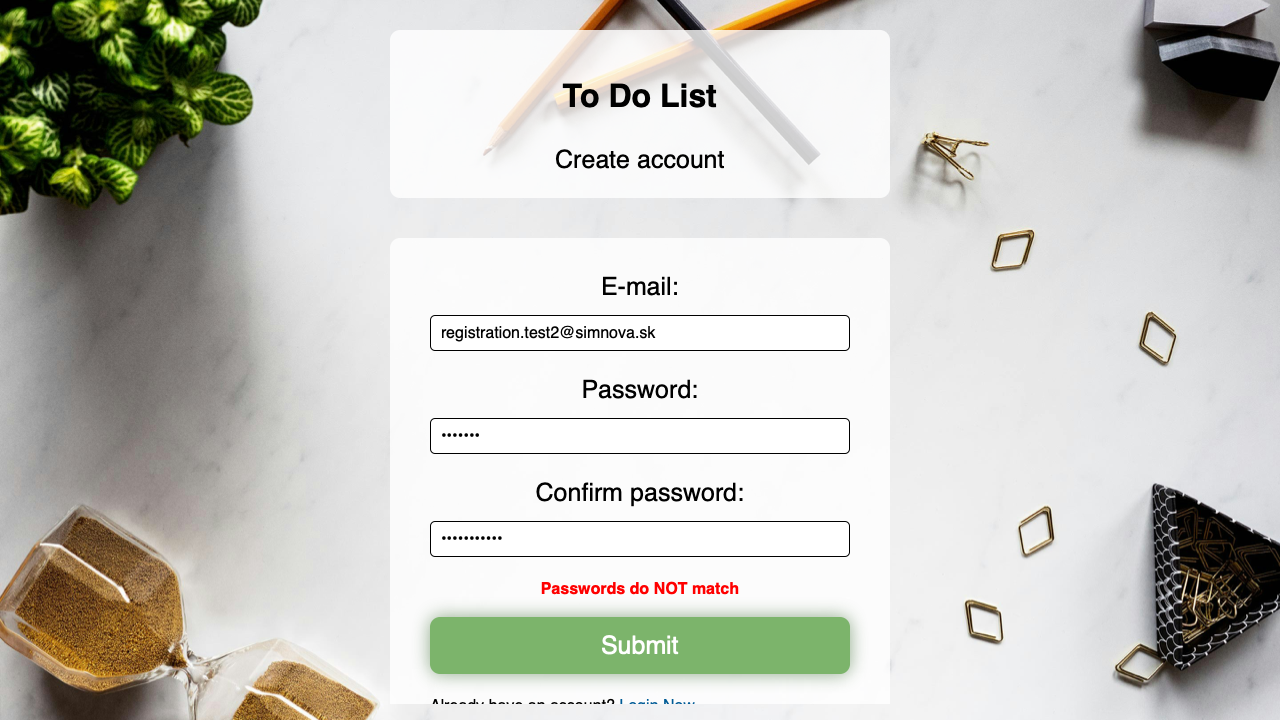 To Do List
Create account
E-mail:
registration.test2@simnova.sk
Password:
•••••••
Confirm password:
•••••••••••
Passwords do NOT match
Submit
Already have an account? Login Now